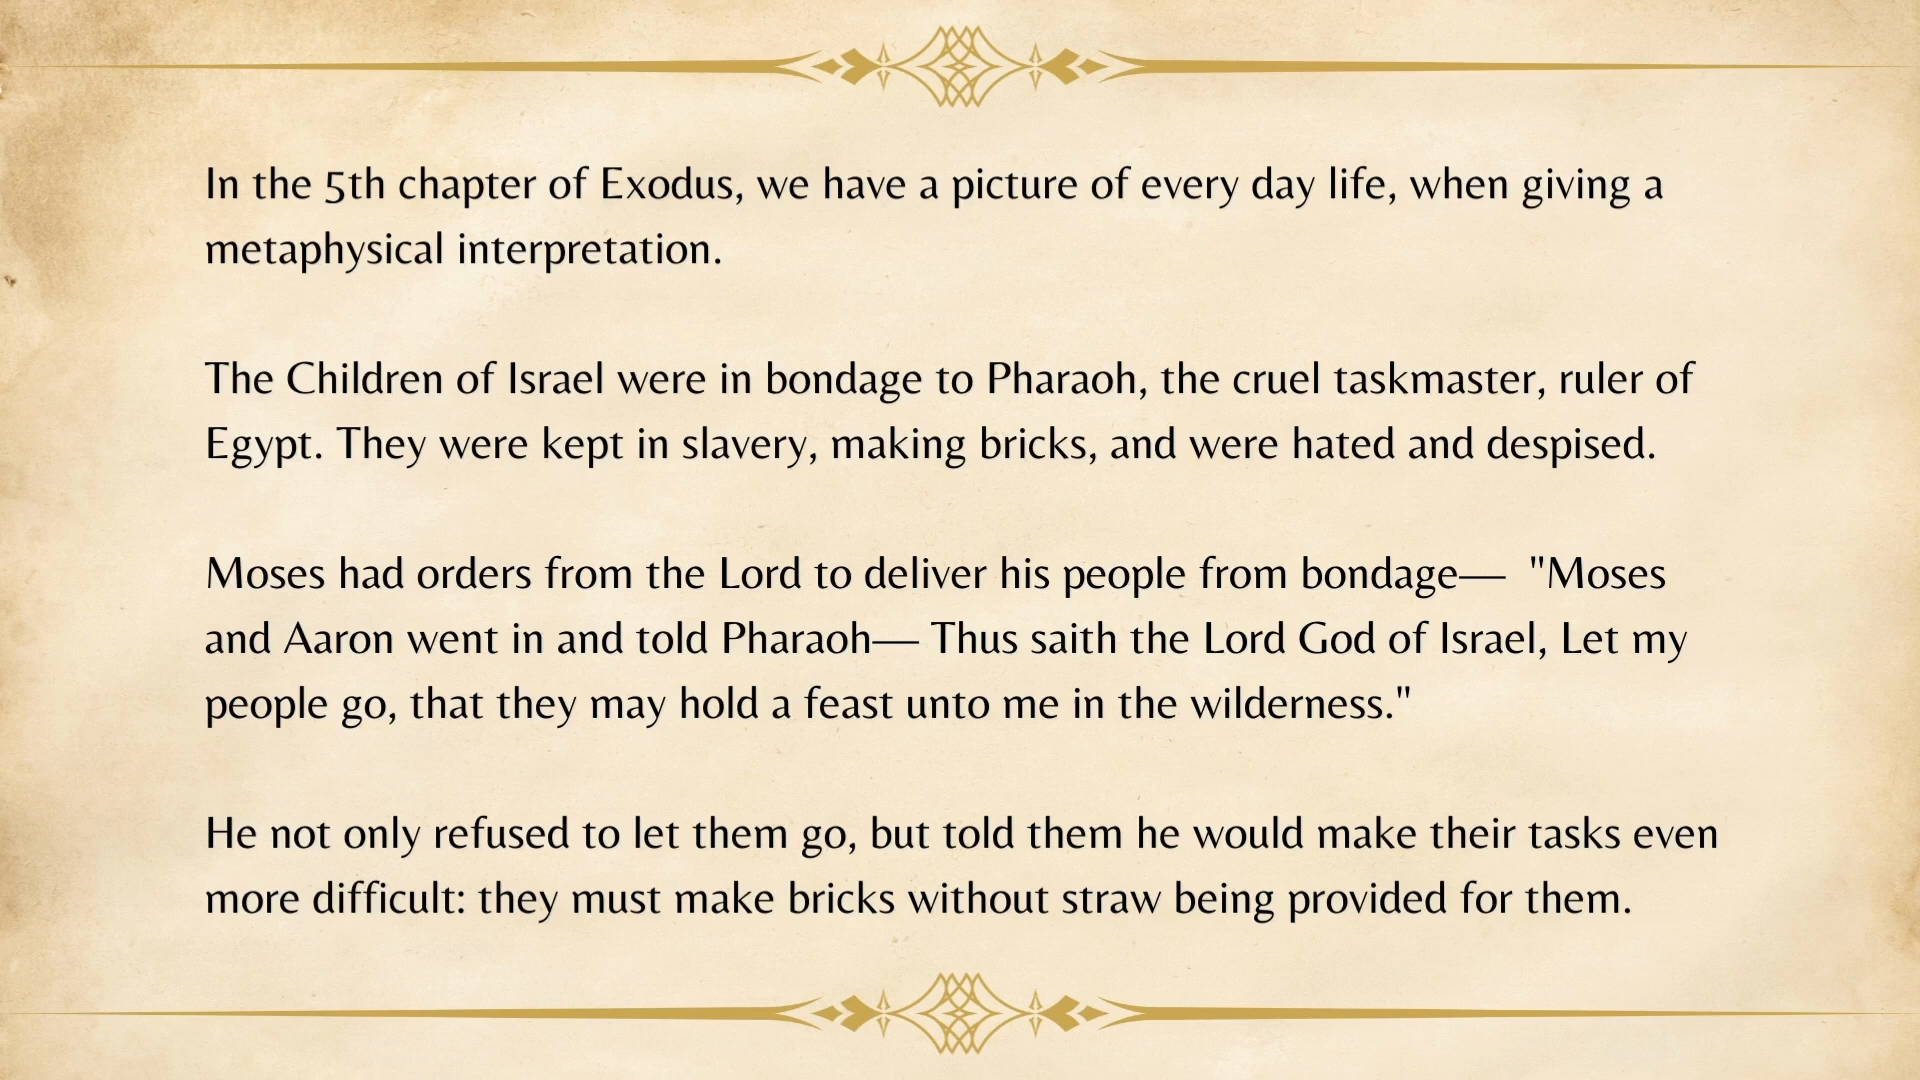 In the 5th chapter of Exodus, we have a picture of every day life, when giving a
metaphysical interpretation.
The Children of Israel were in bondage to Pharaoh, the cruel taskmaster, ruler of
Egypt. They were kept in slavery, making bricks, and were hated and despised.
Moses had orders from the Lord to deliver his people from bondage—  "Moses
and Aaron went in and told Pharaoh— Thus saith the Lord God of Israel, Let my
people go, that they may hold a feast unto me in the wilderness."
He not only refused to let them go, but told them he would make their tasks even
more difficult: they must make bricks without straw being provided for them.